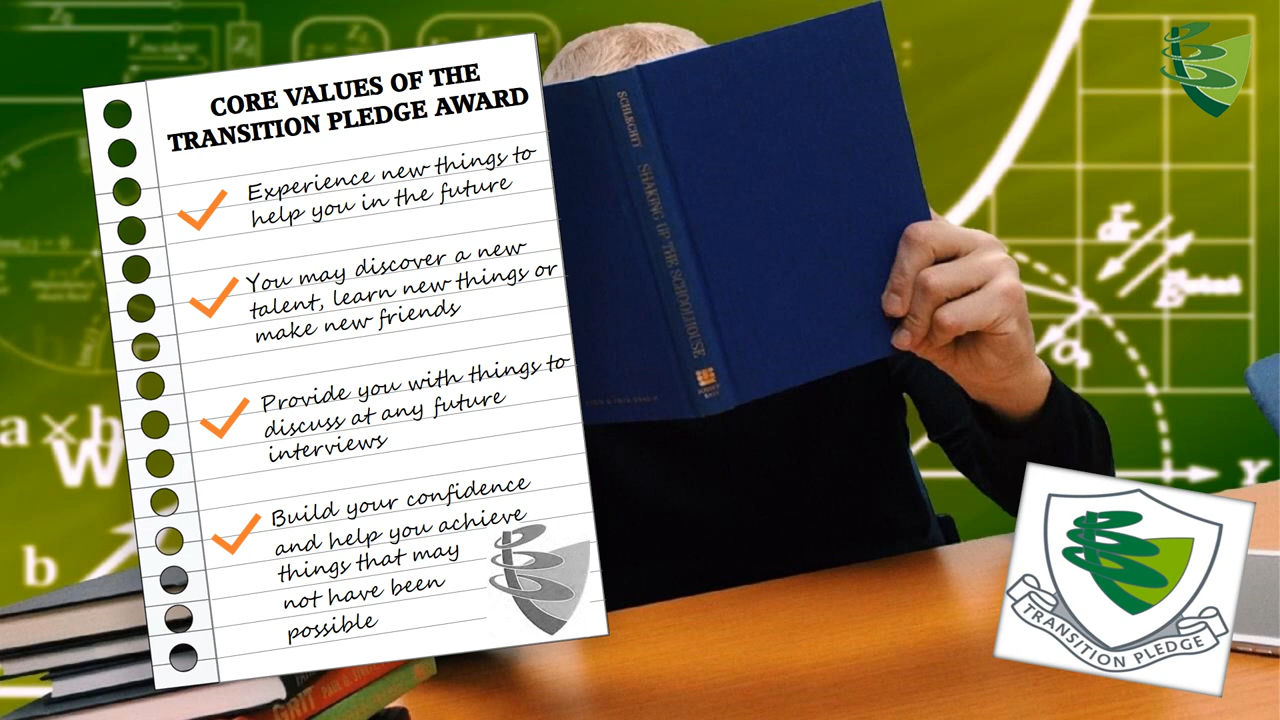 CORE VALUES OF THE
TRANSITION PLEDGE AWARD
Experience new things to
help you in the future
You may discover a new
talent, learn new things or
make new friends
Provide you with things to
discuss at any future
interviews
Build your confidence
and help you achieve
things that may
not have been
possible
SCHLECHTY SHAKING UP THE SCHOOLHOUSE
TRANSITION PLEDGE
GRIT
a × b
W
b
Y